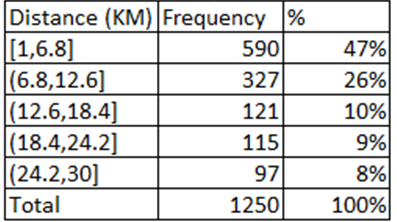 Distance (KM) Frequency %
[1,6.8] 590 47%
(6.8,12.6] 327 26%
(12.6,18.4] 121 10%
(18.4,24.2] 115 9%
(24.2,30] 97 8%
Total 1250 100%